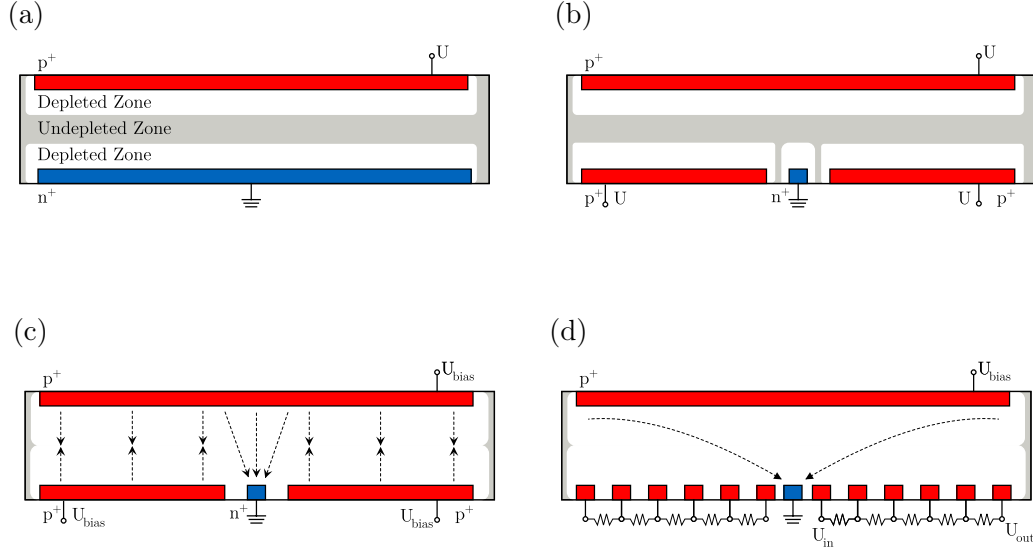 (a)
p+
U
Depleted Zone
Undepleted Zone
Depleted Zone
n+
(b)
p+
U
p+ U
n+
U p+
(c)
p+
Ubias
p+ Ubias
n+
Ubias p+
(d)
p+
Ubias
Uin
Uout